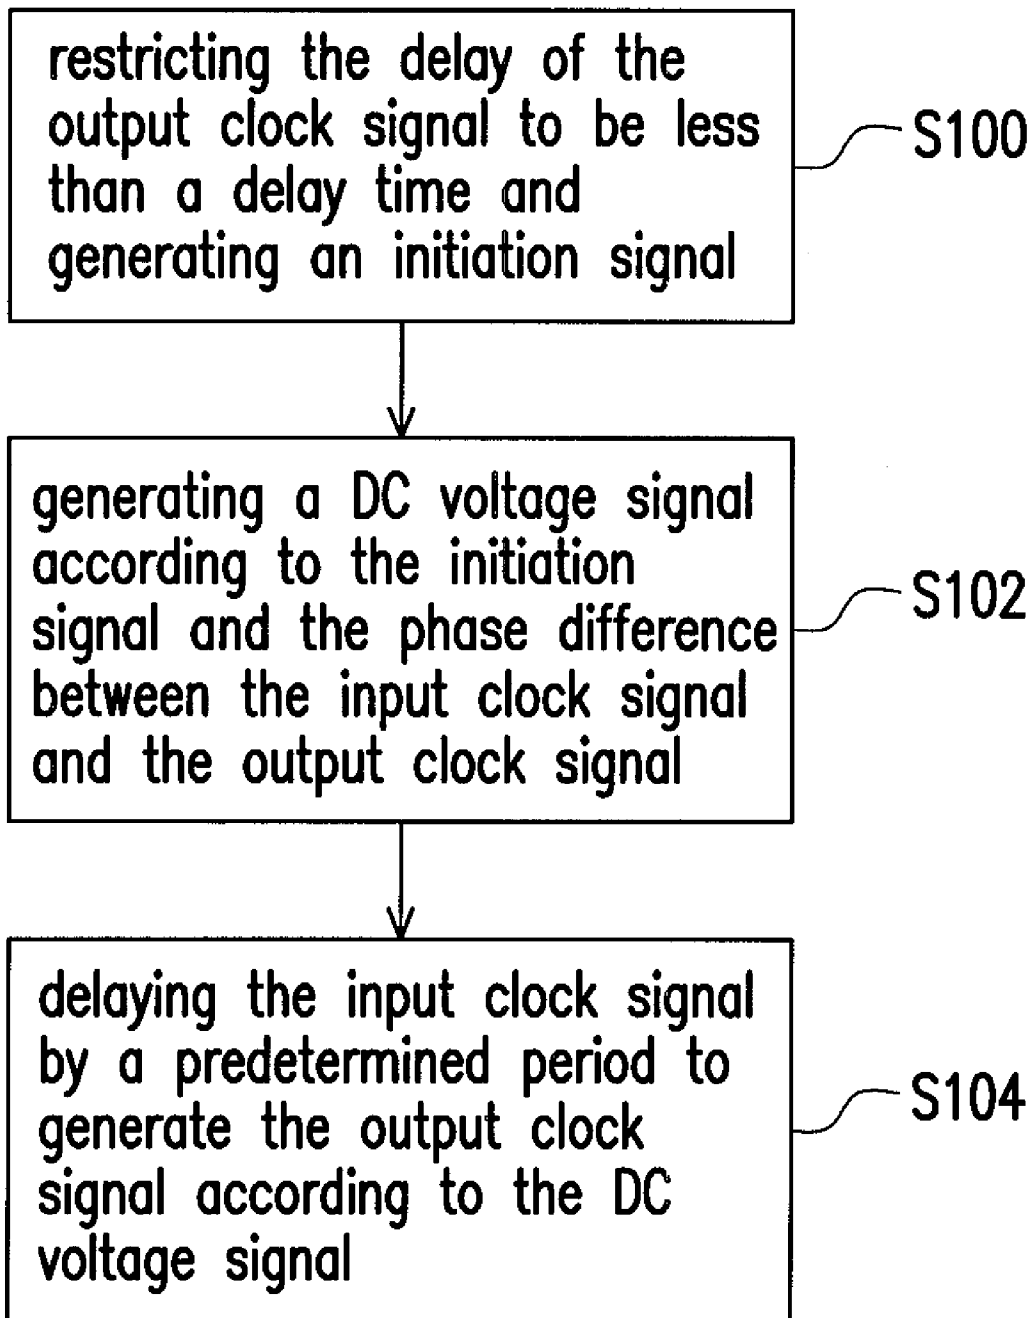 restricting the delay of the
output clock signal to be less
than a delay time and
generating an initiation signal
S100
generating a DC voltage signal
according to the initiation
signal and the phase difference
between the input clock signal
and the output clock signal
S102
delaying the input clock signal
by a predetermined period to
generate the output clock
signal according to the DC
voltage signal
S104